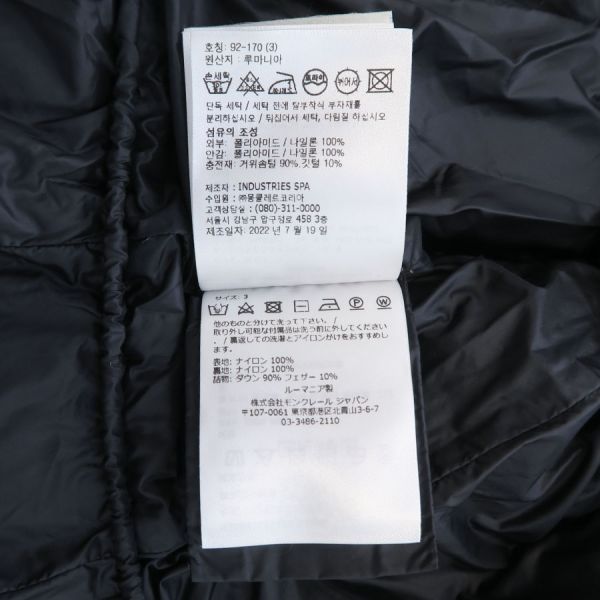 호칭: 92-170 (3)
원산지: 루마니아
손세탁 드라이
단독 세탁 / 세탁 전에 탈부착식 부자재를
분리하십시오 / 뒤집어서 세탁, 다림질 하십시오
섬유의 조성
외부: 폴리아미드 / 나일론 100%
안감: 폴리아미드 / 나일론 100%
충전재: 거위솜털 90%, 깃털 10%
제조자: INDUSTRIES SPA
수입원: ㈜몽클레르코리아
고객상담실: (080)-311-0000
서울시 강남구 압구정로 458 3층
제조일자: 2022 년 7 월 19 일
サイズ: 3
他のものと分けて洗って下さい。/
取り外し可能な付属品は洗う前に外してください
。/ 裏返しての洗濯とアイロンがけをおすすめしま
す。
表地: ナイロン 100%
裏地: ナイロン 100%
詰物: ダウン 90% フェザー 10%
ルーマニア製
株式会社モンクレール ジャパン
〒107-0061 東京都港区北青山3-6-7
03-3486-2110